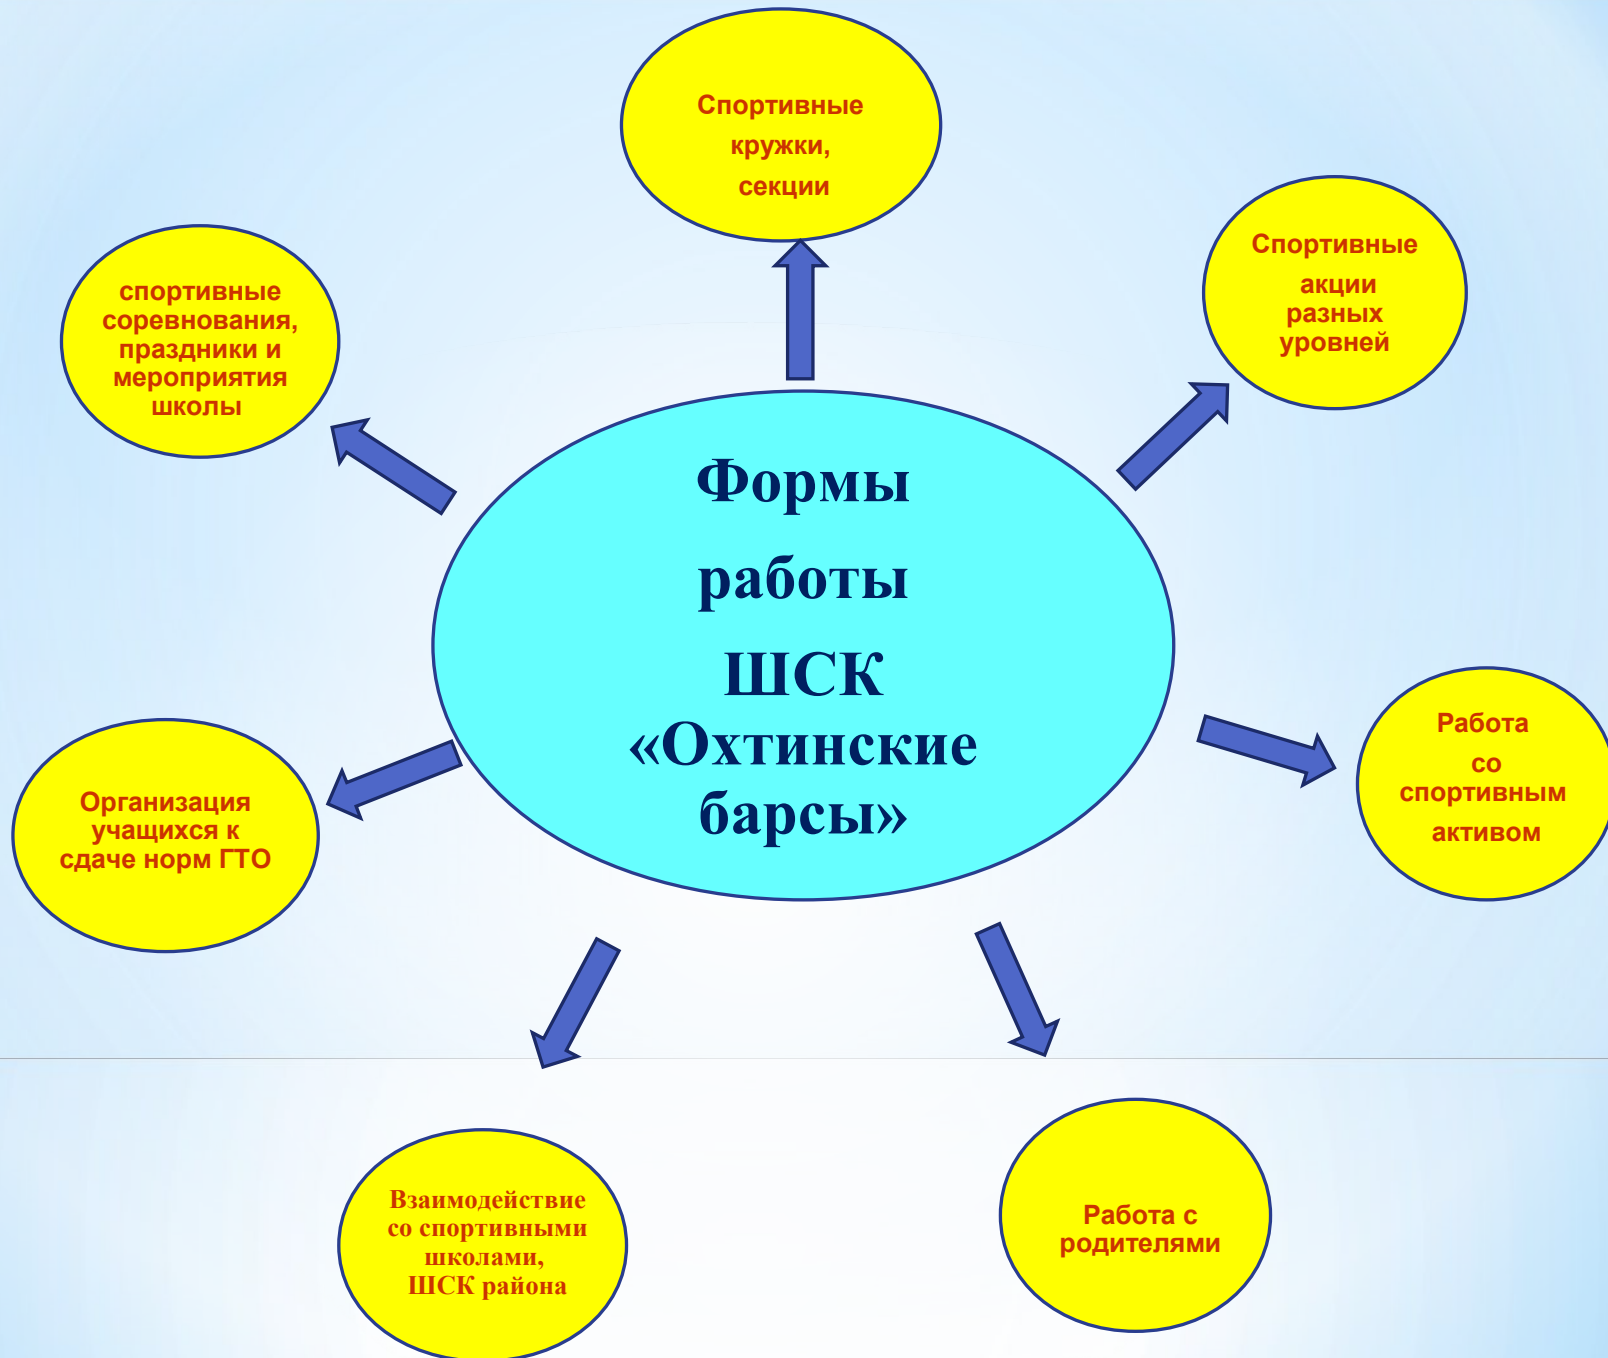 Спортивные
кружки,
секции
Спортивные
акции
разных
уровней
спортивные
соревнования,
праздники и
мероприятия
школы
Формы
работы
ШСК
«Охтинские
барсы»
Работа
со
спортивным
активом
Организация
учащихся к
сдаче норм ГТО
Взаимодействие
со спортивными
школами,
ШСК района
Работа с
родителями